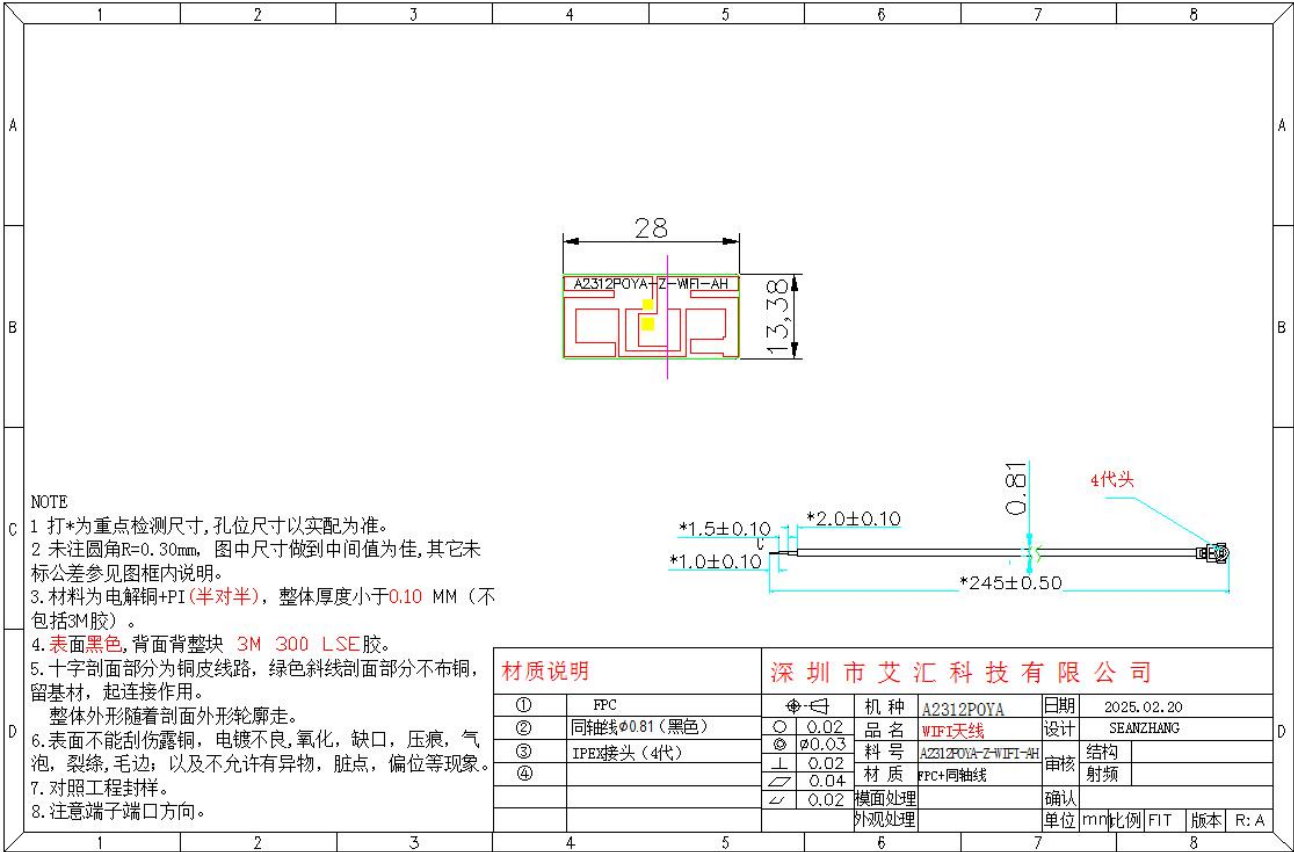 1 2 3 4 5 6 7 8
A A
B B
C
D D
28
A2312POYA-Z-WIFI-AH
13,38
0.81
4代头
*1.5±0.10
*2.0±0.10
*1.0±0.10
*245±0.50
NOTE
1 打*为重点检测尺寸,孔位尺寸以实配为准。
2 未注圆角R=0.30mm, 图中尺寸做到中间值为佳,其它未
标公差参见图框内说明。
3.材料为电解铜+PI(半对半), 整体厚度小于0.10 MM (不
包括3M胶) 。
4.表面黑色,背面背整块 3M 300 LSE胶。
5.十字剖面部分为铜皮线路, 绿色斜线剖面部分不布铜,
留基材, 起连接作用。
整体外形随着剖面外形轮廓走。
6.表面不能刮伤露铜, 电镀不良,氧化, 缺口, 压痕, 气
泡, 裂纟,毛边; 以及不允许有异物, 脏点, 偏位等现象。
7.对照工程封样。
8.注意端子端口方向。
材质说明
① FPC
② 同轴线φ0.81 (黑色)
③ IPEX接头 (4代)
④
深圳市艾汇科技有限公司
机 种 A2312POYA 日期 2025.02.20
0.02 品 名 WIFI天线 设计 SEANZHANG
ø0.03 料 号 A2312POYA-Z-WIFI-AH 审核 结构
0.02
0.04 材 质 FPC+同轴线 射频
0.02 模面处理 确认
外观处理 单位 mm 比例 FIT 版本 R: A
1 2 3 4 5 6 7 8